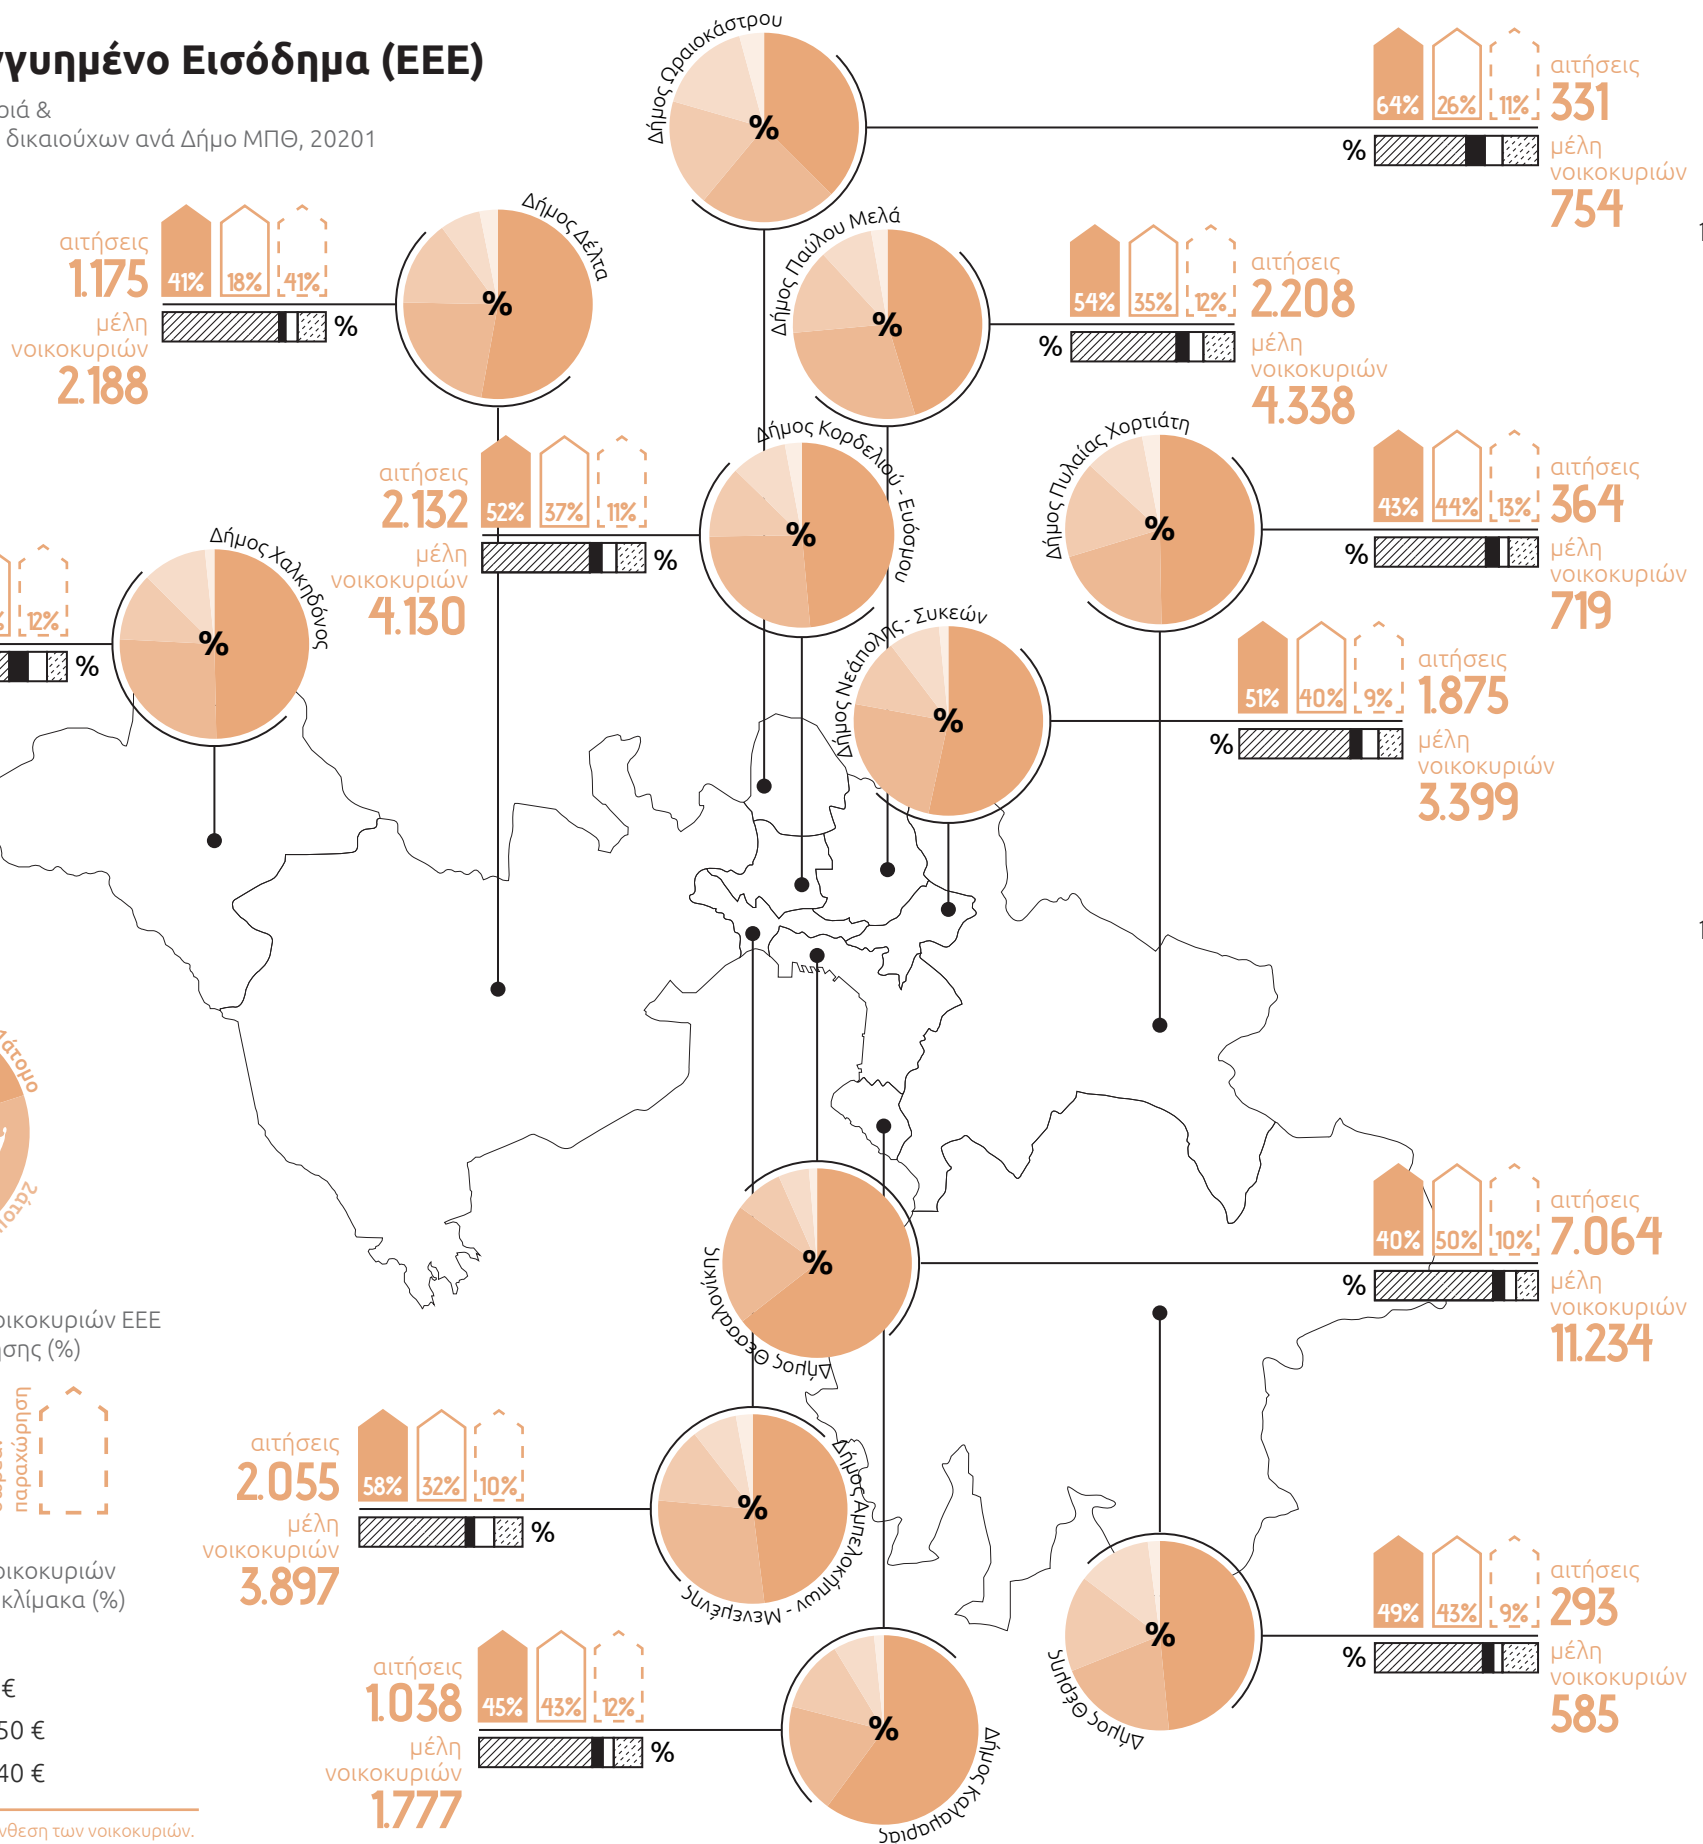 γγυημένο Εισόδημα (ΕΕΕ)
ριά &
δικαιούχων ανά Δήμο ΜΠΘ, 20201
Δήμος Ωραιοκάστρου
%
64% 26% 11%
αιτήσεις
331
%
μέλη
νοικοκυριών
754
Δήμος Δέλτα
%
αιτήσεις
1.175
41% 18% 41%
μέλη
νοικοκυριών
2.188
%
Δήμος Παύλου Μελά
%
54% 35% 12%
αιτήσεις
2.208
%
μέλη
νοικοκυριών
4.338
Δήμος Κορδελιού - Ευόσμου
%
αιτήσεις
2.132
52% 37% 11%
μέλη
νοικοκυριών
4.130
%
Δήμος Πυλαίας Χορτιάτη
%
43% 44% 13%
αιτήσεις
364
%
μέλη
νοικοκυριών
719
Δήμος Χαλκηδόνος
%
12%
%
Δήμος Νεάπολης - Συκεών
%
51% 40% 9%
αιτήσεις
1.875
%
μέλη
νοικοκυριών
3.399
άτομο
2άτομ
Δήμος Θεσσαλονίκης
%
40% 50% 10%
αιτήσεις
7.064
%
μέλη
νοικοκυριών
11.234
οικοκυριών ΕΕΕ
ησης (%)
παραχώρηση
Δήμος Αμπελοκήπων - Μενεμένης
%
αιτήσεις
2.055
58% 32% 10%
μέλη
νοικοκυριών
3.897
%
οικοκυριών
κλίμακα (%)
Δήμος Θέρμης
%
49% 43% 9%
αιτήσεις
293
%
μέλη
νοικοκυριών
585
Δήμος Καλαμαριας
%
αιτήσεις
1.038
45% 43% 12%
μέλη
νοικοκυριών
1.777
%
€
50 €
40 €
νθεση των νοικοκυριών.